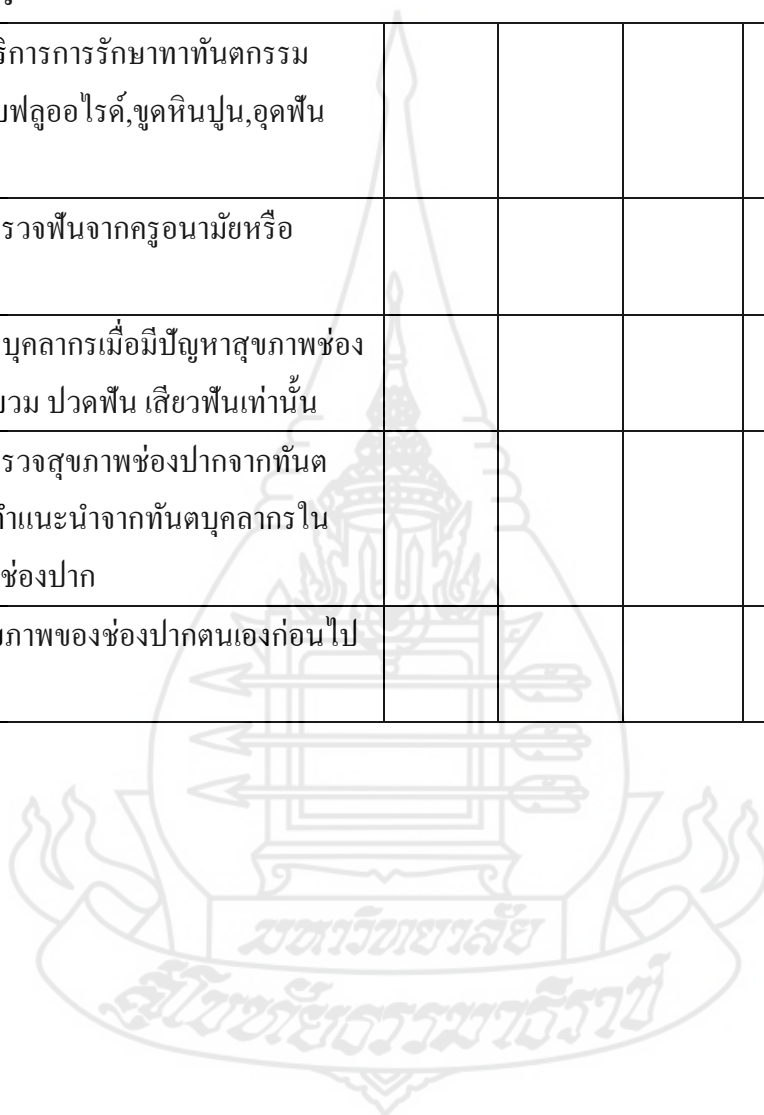 ริการการรักษาทาทันตกรรม
บฟลูออไรด์,ขูดหินปูน,อุดฟัน
รวจฟันจากครูอนามัยหรือ
บุคลากรเมื่อมีปัญหาสุขภาพช่อง
บวม ปวดฟัน เสียวฟันเท่านั้น
รวจสุขภาพช่องปากจากทันต
คำแนะนำจากทันตบุคลากรใน
ช่องปาก
ขภาพของช่องปากตนเองก่อนไป
มหาวิทยาลัย
สุโขทัยธรรมาธิราช